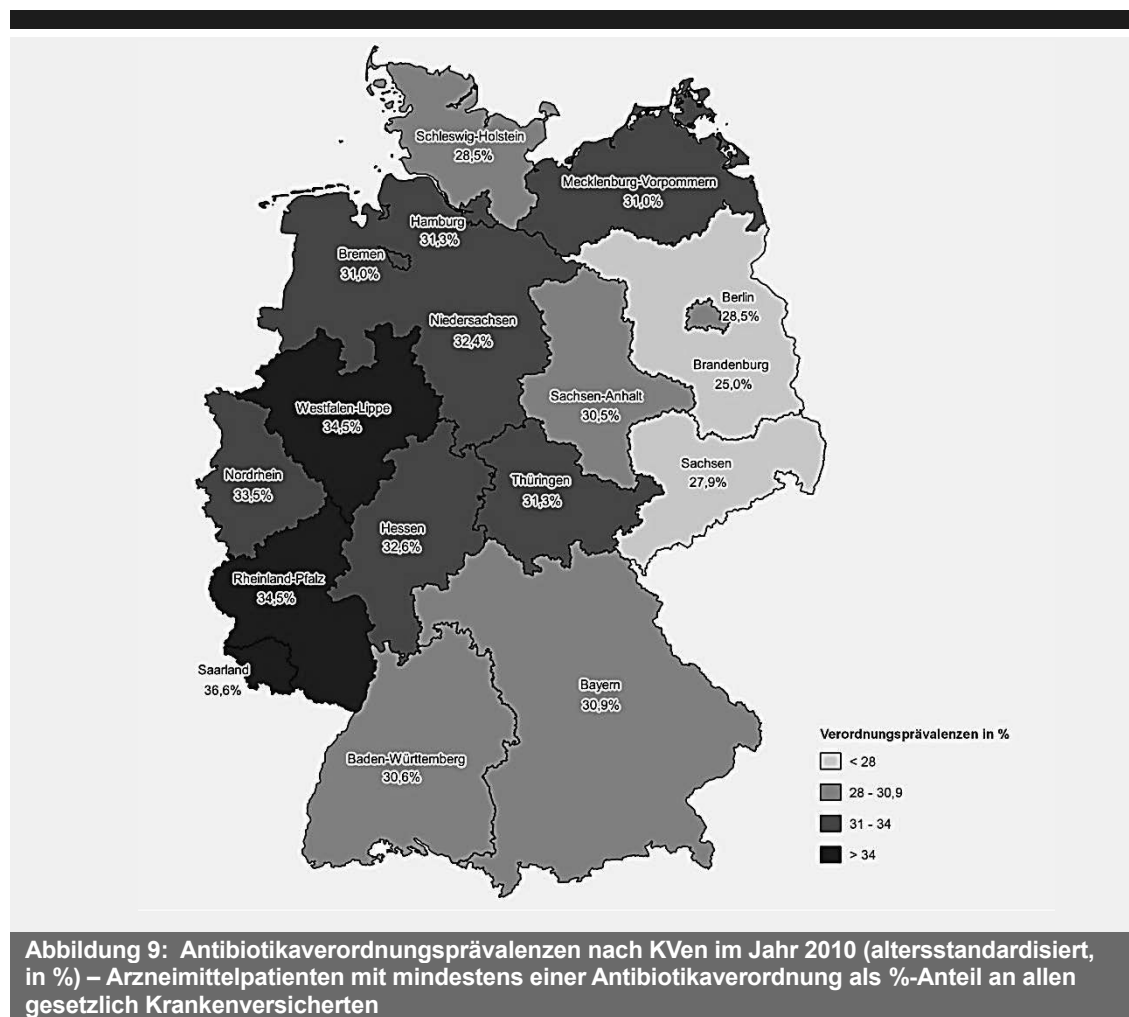 Schleswig-Holstein
28,5%
Mecklenburg-Vorpommern
31,0%
Hamburg
31,3%
Bremen
31,0%
Berlin
28,5%
Niedersachsen
32,4%
Brandenburg
25,0%
Sachsen-Anhalt
30,5%
Westfalen-Lippe
34,5%
Sachsen
27,9%
Nordrhein
33,5%
Thüringen
31,3%
Hessen
32,6%
Rheinland-Pfalz
34,5%
Saarland
36,6%
Bayern
30,9%
Baden-Württemberg
30,6%
Verordnungsprävalenzen in %
< 28
28 - 30,9
31 - 34
> 34
Abbildung 9: Antibiotikaverordnungsprävalenzen nach KVen im Jahr 2010 (altersstandardisiert,
in %) – Arzneimittelpatienten mit mindestens einer Antibiotikaverordnung als %-Anteil an allen
gesetzlich Krankenversicherten